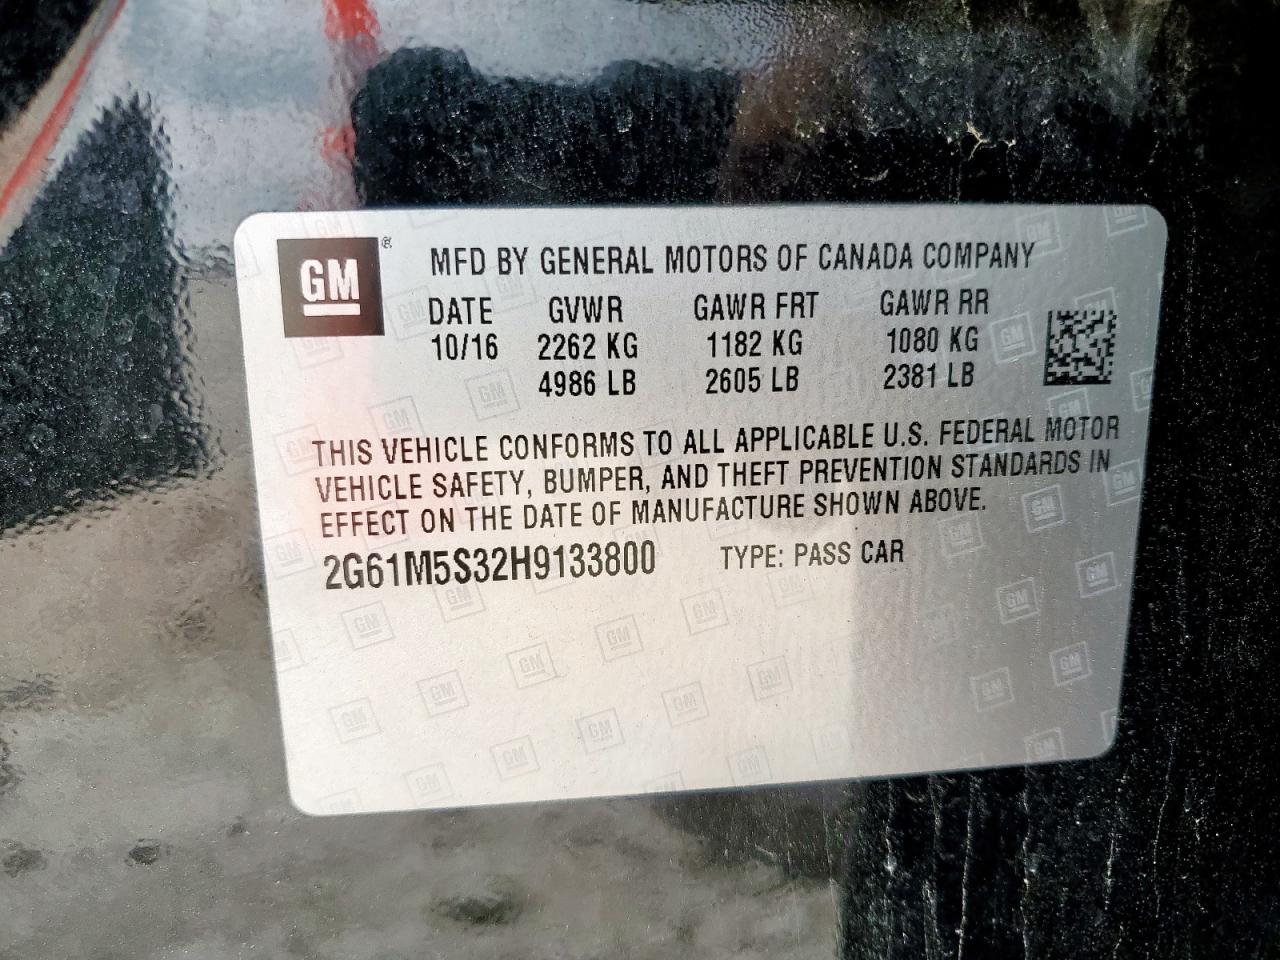 GM
MFD BY GENERAL MOTORS OF CANADA COMPANY
DATE GVWR GAWR FRT GAWR RR
10/16 2262 KG 1182 KG 1080 KG
4986 LB 2605 LB 2381 LB
THIS VEHICLE CONFORMS TO ALL APPLICABLE U.S. FEDERAL MOTOR
VEHICLE SAFETY, BUMPER, AND THEFT PREVENTION STANDARDS IN
EFFECT ON THE DATE OF MANUFACTURE SHOWN ABOVE.
2G61M5S32H9133800 TYPE: PASS CAR